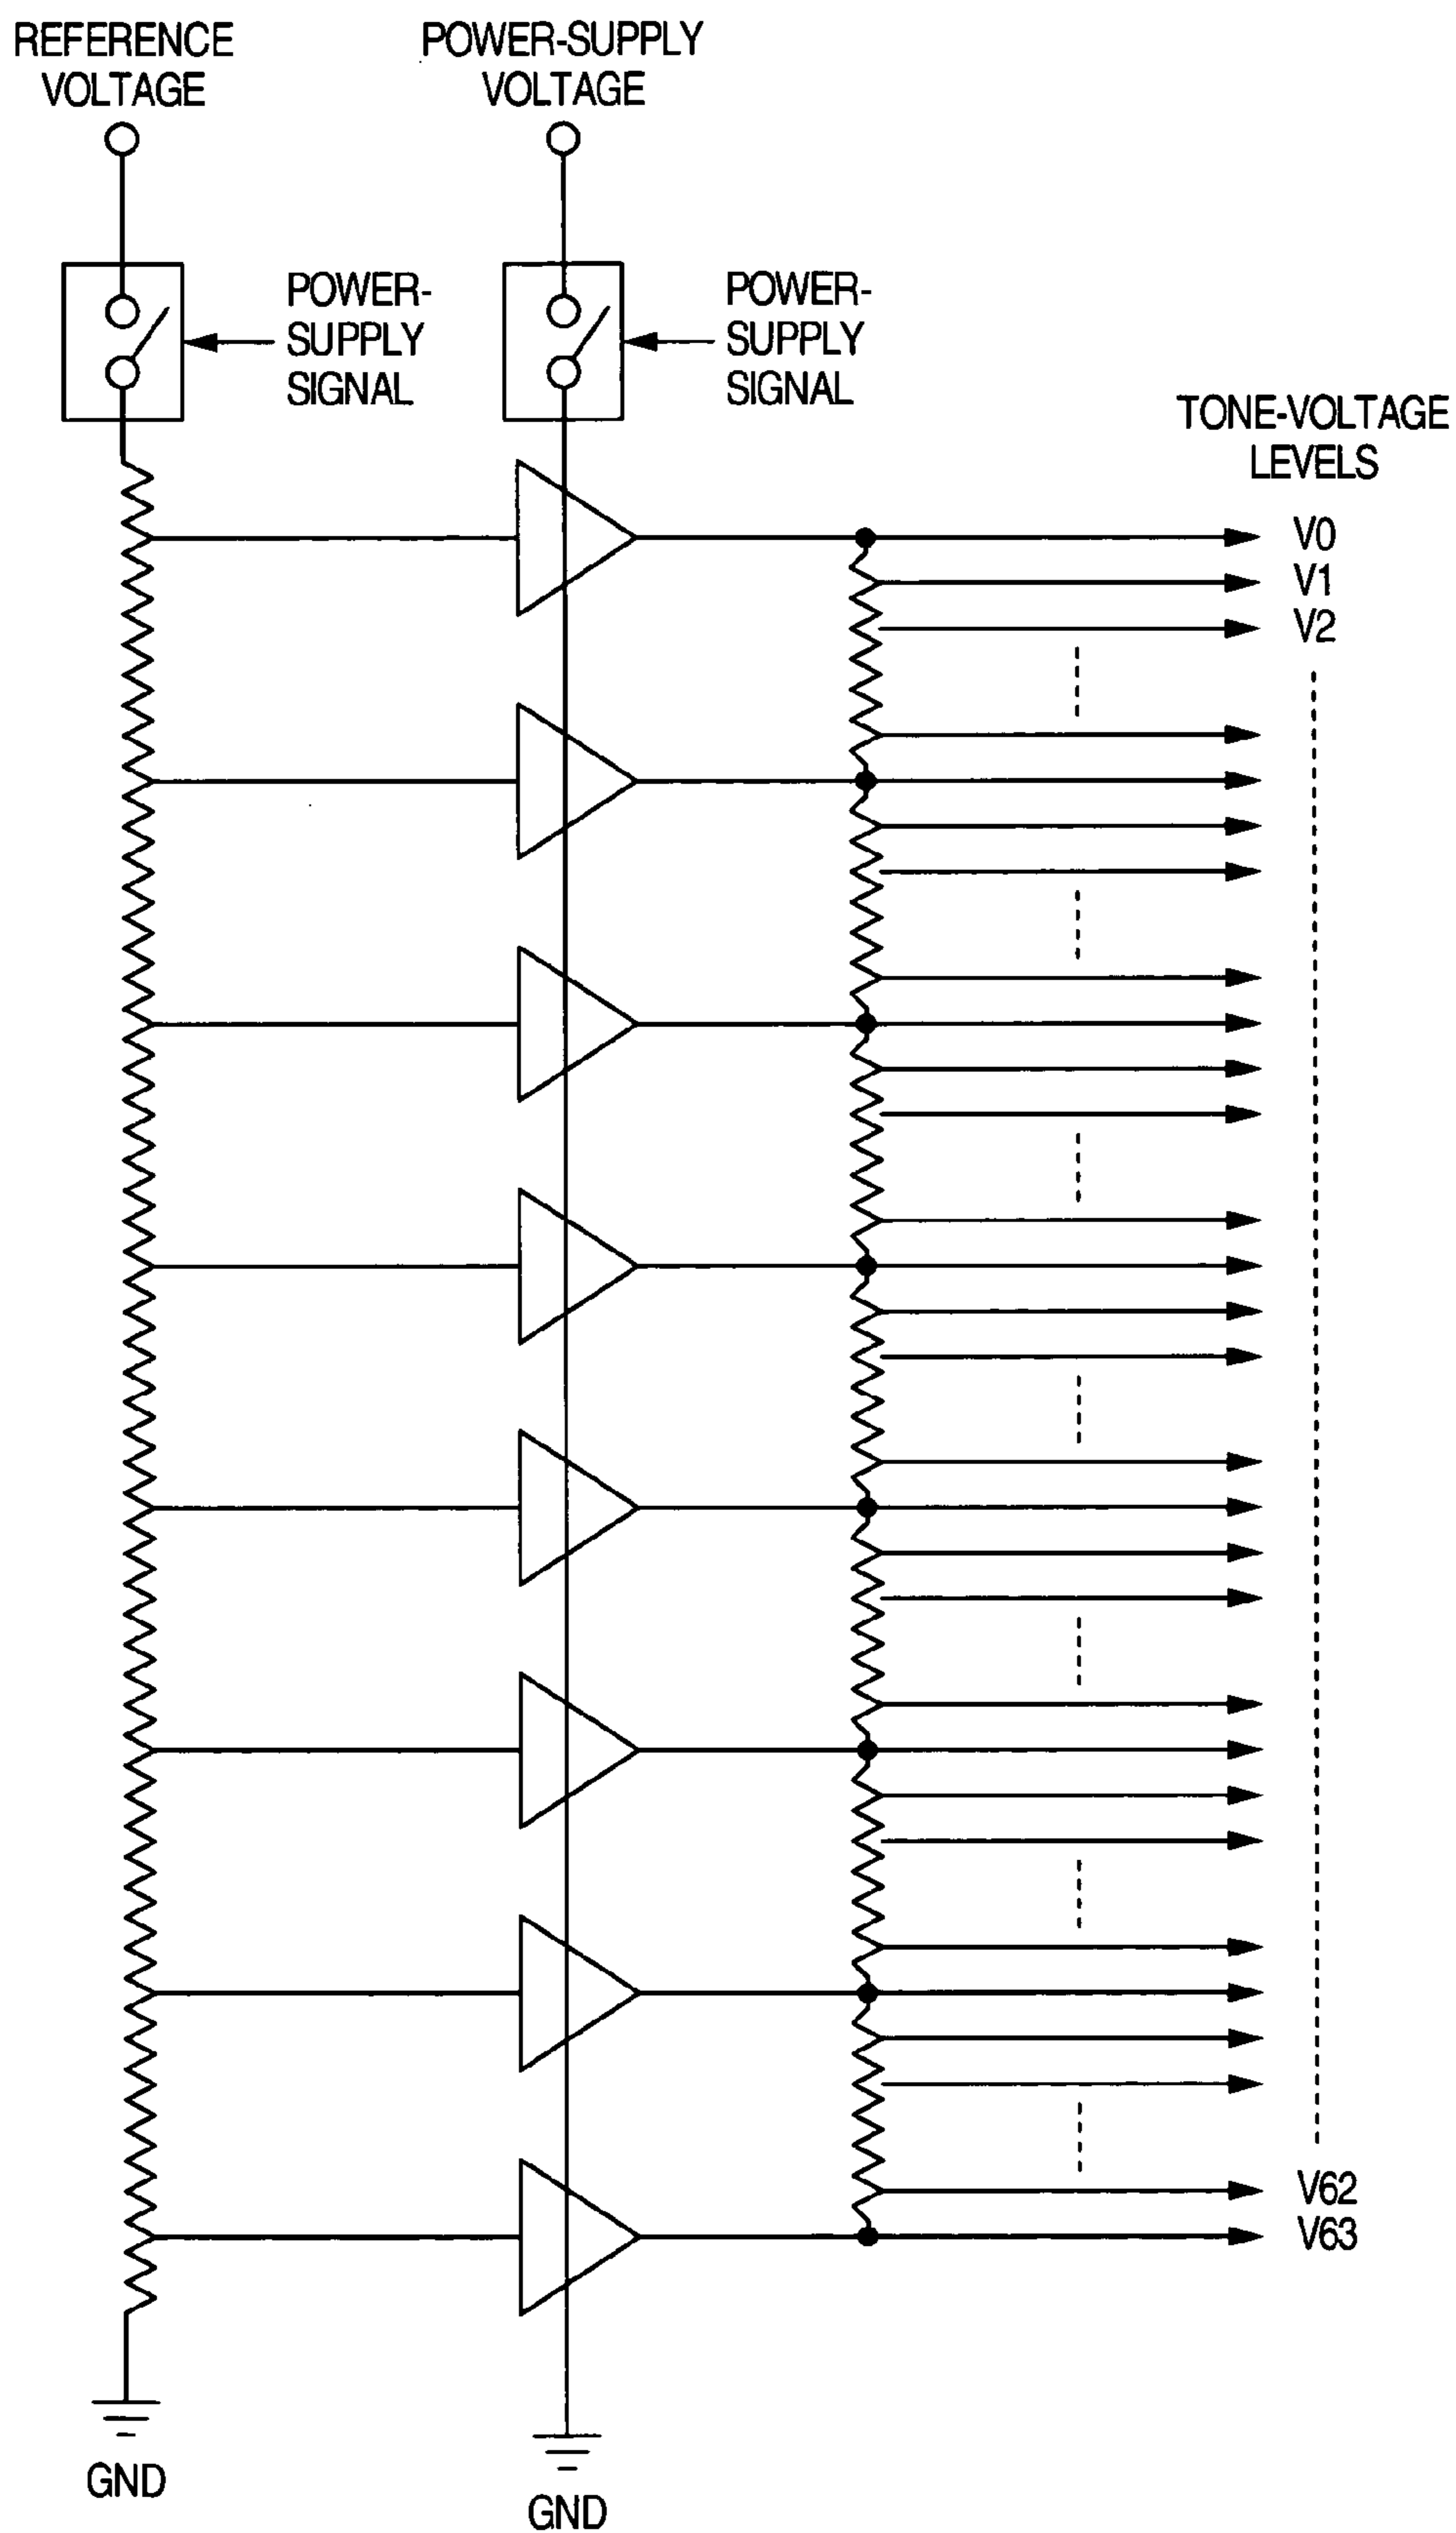 REFERENCE
VOLTAGE
POWER-SUPPLY
VOLTAGE
POWER-
SUPPLY
SIGNAL
POWER-
SUPPLY
SIGNAL
TONE-VOLTAGE
LEVELS
V0
V1
V2
V62
V63
GND
GND